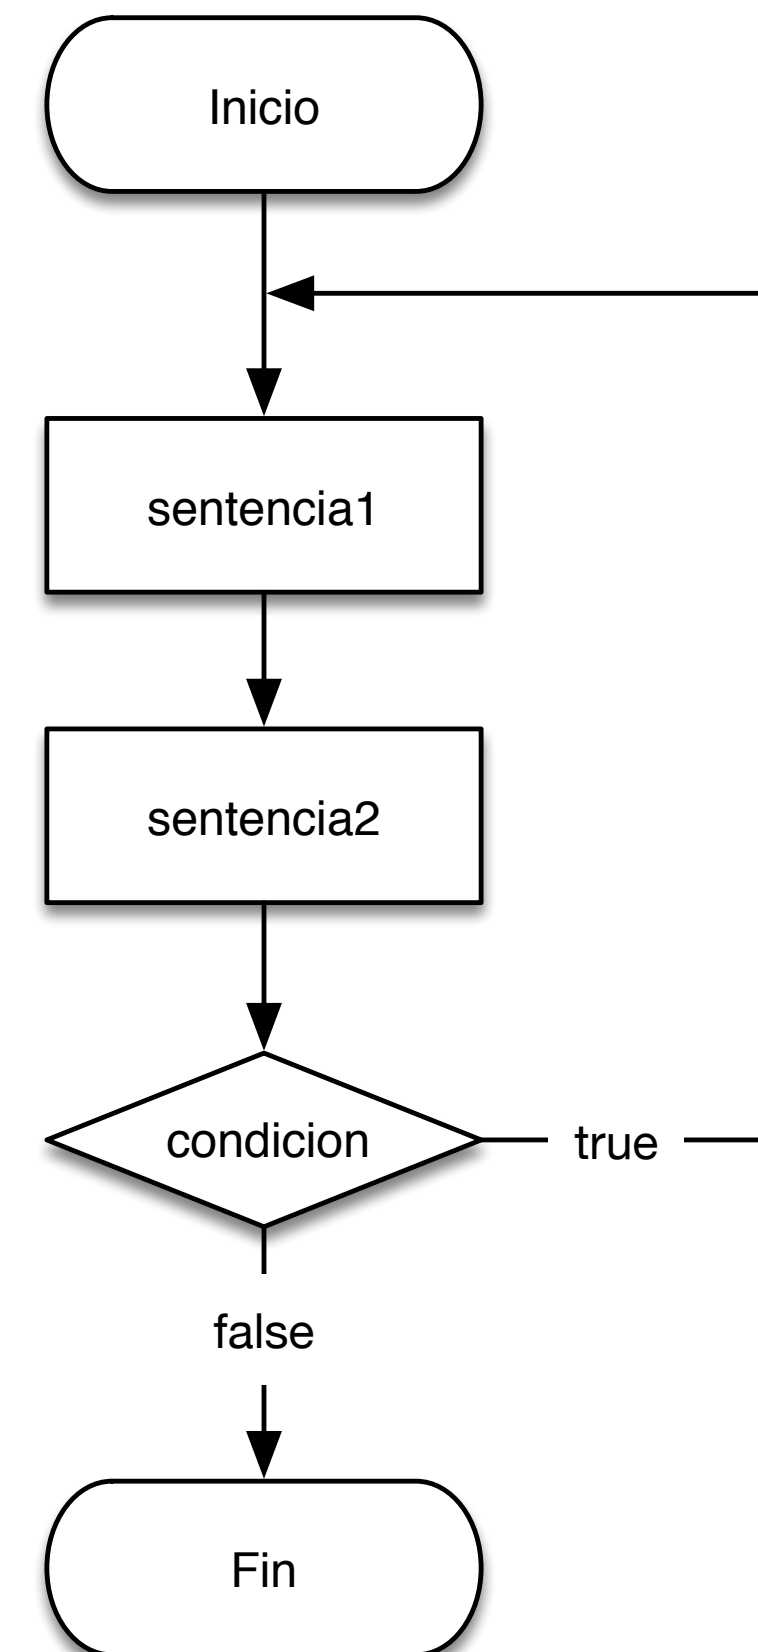 Inicio
sentencia1
sentencia2
condicion
true
false
Fin